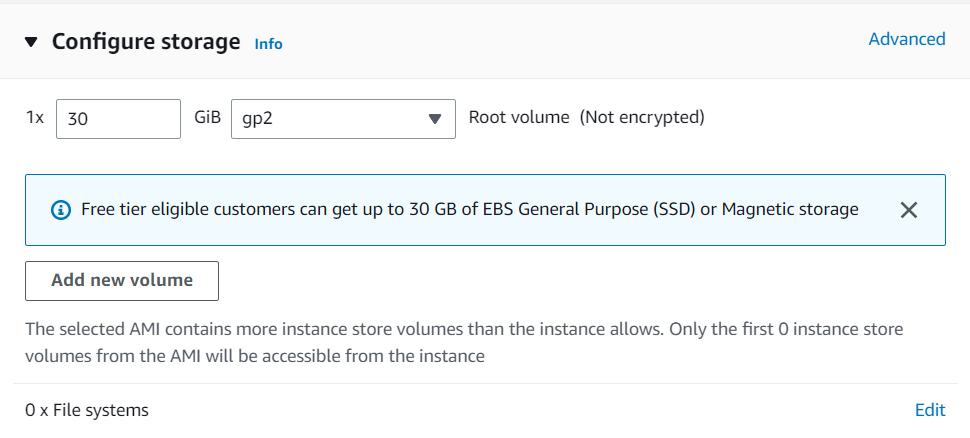 Configure storage Info Advanced
1x 30 GiB gp2 Root volume (Not encrypted)
Free tier eligible customers can get up to 30 GB of EBS General Purpose (SSD) or Magnetic storage
Add new volume
The selected AMI contains more instance store volumes than the instance allows. Only the first 0 instance store
volumes from the AMI will be accessible from the instance
0 x File systems Edit